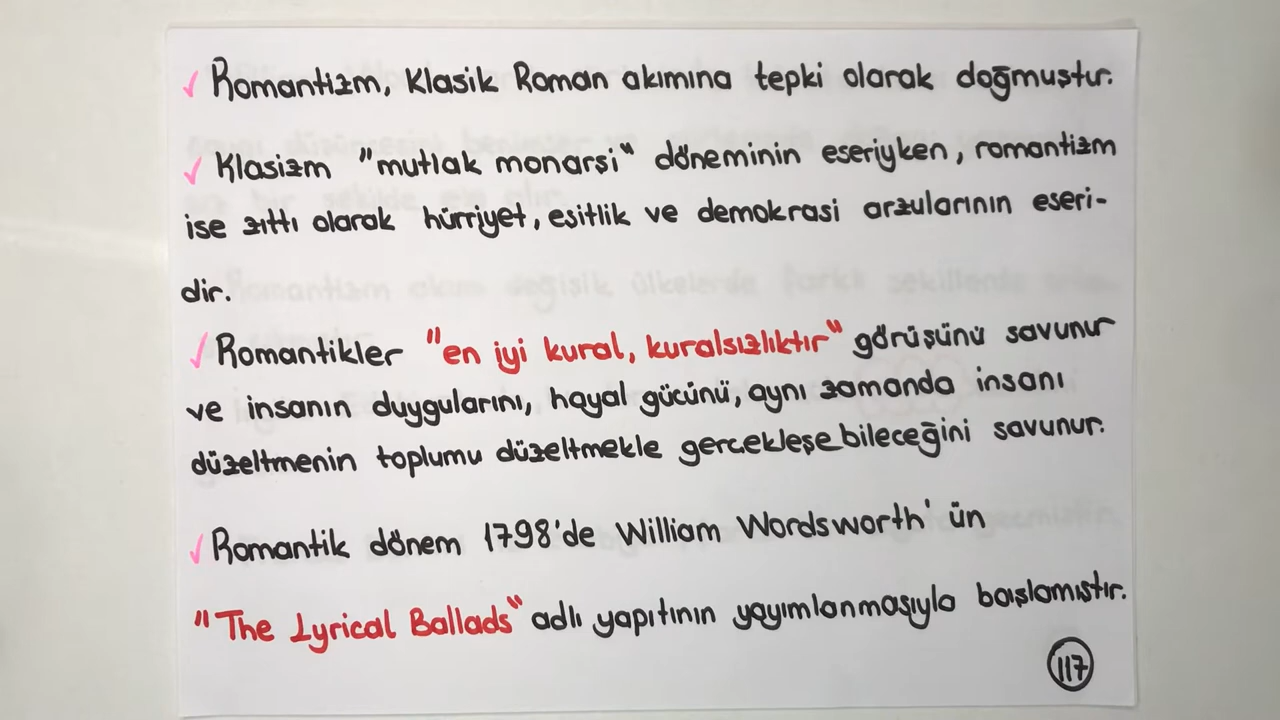 ✓ Romantizm, Klasik Roman akımına tepki olarak doğmuştur.
✓ Klasizm "mutlak monarşi" döneminin eseriyken, romantizm
ise zıttı olarak hürriyet, esitlik ve demokrasi arzularının eseri-
dir.
✓ Romantikler "en iyi kural, kuralsızlıktır" görüşünü savunur
ve insanın duygularını, hayal gücünü, aynı zamanda insanı
düzeltmenin toplumu düzeltmekle gercekleşebileceğini savunur.
✓ Romantik dönem 1798'de William Wordsworth'ün
"The Lyrical Ballads" adlı yapıtının yayımlanmasıyla başlamıştır.
117